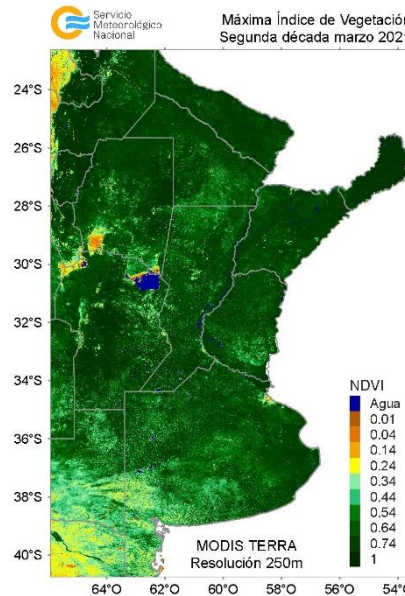 Servicio
Meteorológico
Nacional
Máxima Índice de Vegetación
Segunda década marzo 2021
24°S
26°S
28°S
30°S
32°S
34°S
36°S
38°S
40°S
NDVI
Agua
0.01
0.04
0.14
0.24
0.34
0.44
0.54
0.64
0.74
1
MODIS TERRA
Resolución 250m
64°O 62°O 60°O 58°O 56°O 54°O